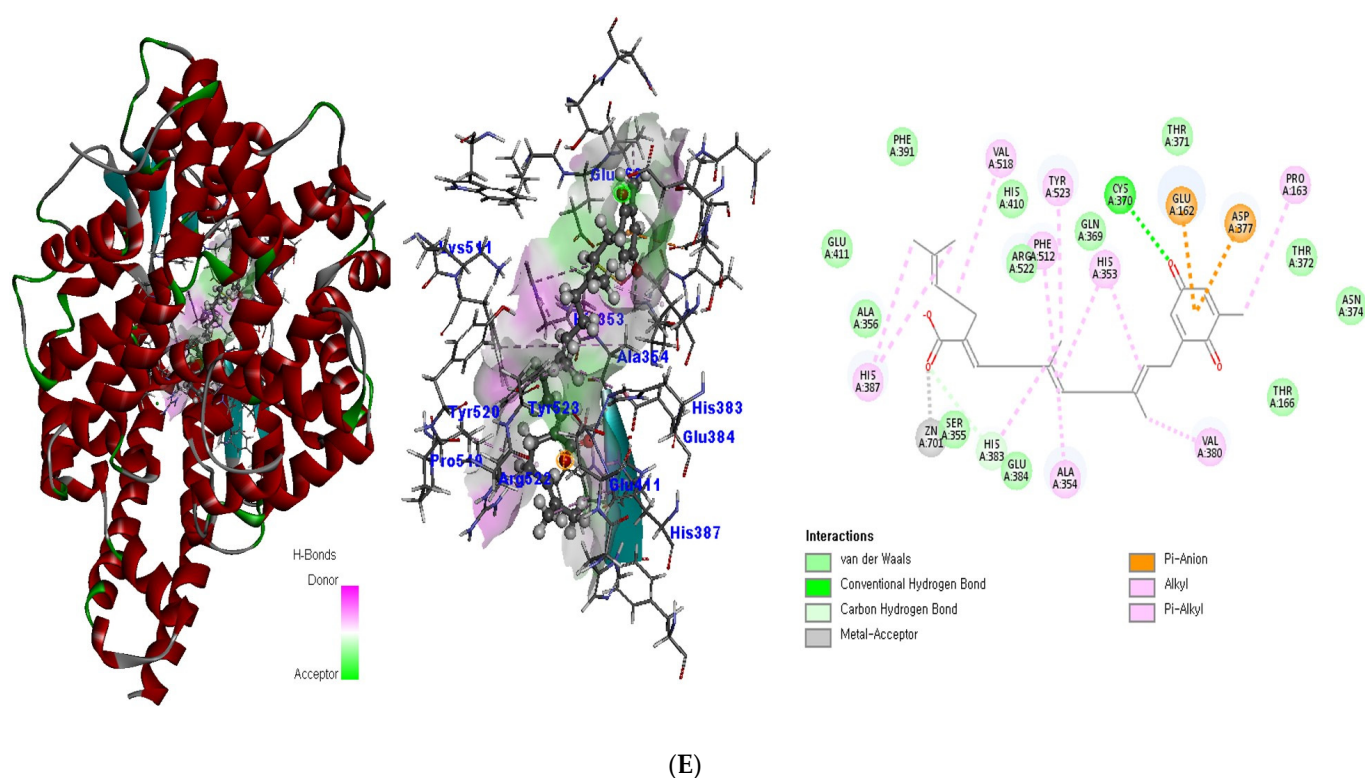 H-Bonds
Donor
Acceptor
Lys511
353
Ala354
Tyr520
Tyr523
His383
Glu384
Pro519
Arg522
Glu411
His387
PHE
A:391
VAL
A:518
HIS
A:410
TYR
A:523
CYS
A:370
THR
A:371
GLU
A:162
ASP
A:377
PRO
A:163
GLU
A:411
ARG
A:522
PHE
A:512
GLN
A:369
HIS
A:353
THR
A:372
ASN
A:374
ALA
A:356
HIS
A:387
O
O
O
O
ZN
A:701
SER
A:355
HIS
A:383
GLU
A:384
ALA
A:354
VAL
A:380
THR
A:166
Interactions
van der Waals
Conventional Hydrogen Bond
Carbon Hydrogen Bond
Metal-Acceptor
Pi-Anion
Alkyl
Pi-Alkyl
(E)